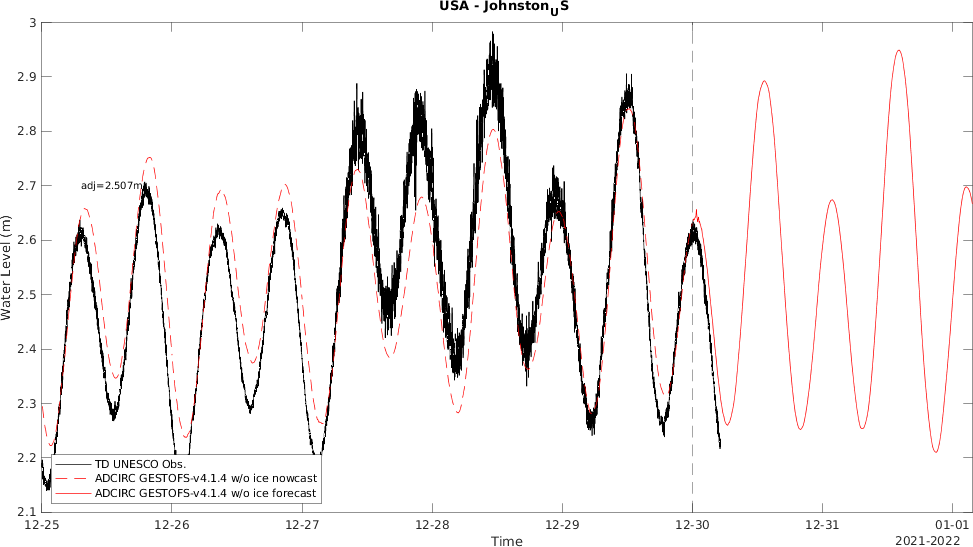 USA - Johnston_US
3
2.9
2.8
2.7
2.6
2.5
2.4
2.3
2.2
2.1
Water Level (m)
adj=2.507m
TD UNESCO Obs.
ADCIRC GESTOFS-v4.1.4 w/o ice nowcast
ADCIRC GESTOFS-v4.1.4 w/o ice forecast
12-25 12-26 12-27 12-28 12-29 12-30 12-31 01-01
Time
2021-2022